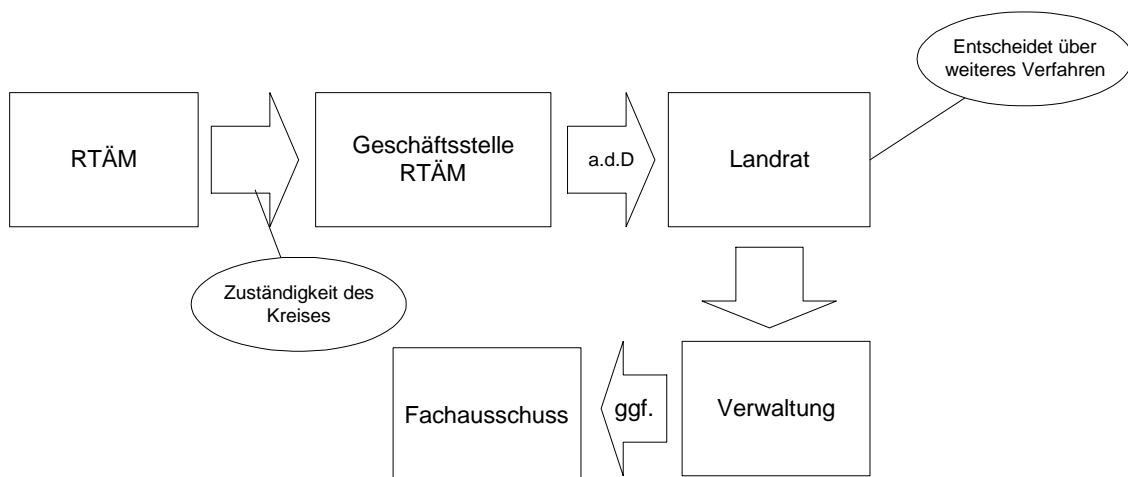 Entscheidet über
weiteres Verfahren
RTÄM
Geschäftsstelle
RTÄM
a.d.D
Landrat
Zuständigkeit des
Kreises
Fachausschuss
ggf.
Verwaltung